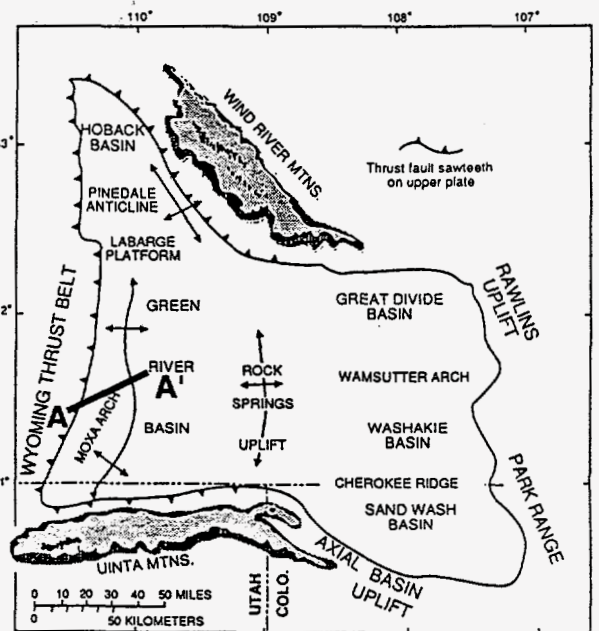 110°
109°
108°
107°
WIND RIVER MTNS.
HOBACK
BASIN
3°
Thrust fault sawteeth
on upper plate
PINEDALE
ANTICLINE
LABARGE
PLATFORM
RAWLINS
UPLIFT
WYOMING THRUST BELT
GREEN
GREAT DIVIDE
BASIN
2°
RIVER
A
A'
ROCK
SPRINGS
UPLIFT
WAMSUTTER ARCH
MOXA ARCH
BASIN
WASHAKIE
BASIN
1°
CHEROKEE RIDGE
PARK RANGE
SAND WASH
BASIN
AXIAL BASIN
UPLIFT
UINTA MTNS.
UTAH
COLO.
0 10 20 30 40 50 MILES
0 50 KILOMETERS